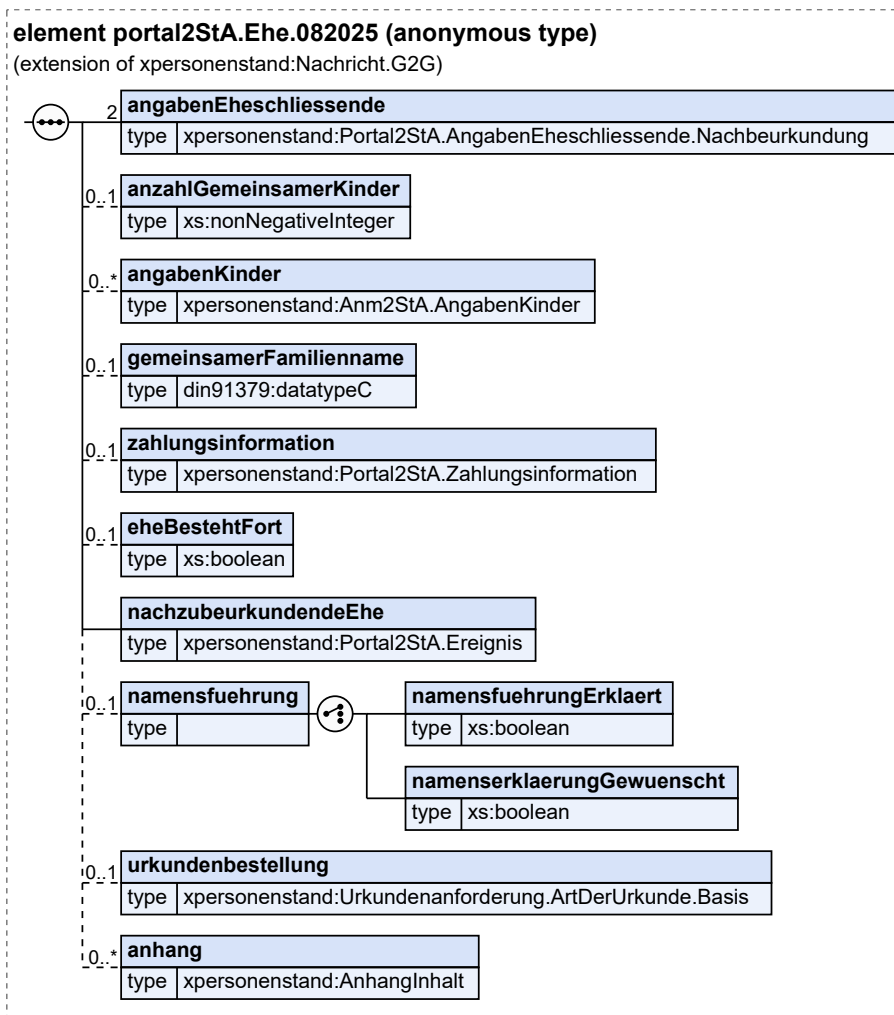 element portal2StA.Ehe.082025 (anonymous type)
(extension of xpersonenstand:Nachricht.G2G)
2 angabenEheschliessende
type xpersonenstand:Portal2StA.AngabenEheschliessende.Nachbeurkundung
0..1 anzahlGemeinsamerKinder
type xs:nonNegativeInteger
0..* angabenKinder
type xpersonenstand:Anm2StA.AngabenKinder
0..1 gemeinsamerFamilienname
type din91379:datatypeC
0..1 zahlungsinformation
type xpersonenstand:Portal2StA.Zahlungsinformation
0..1 eheBestehtFort
type xs:boolean
nachzubeurkundendeEhe
type xpersonenstand:Portal2StA.Ereignis
0..1 namensfuehrung
type
namensfuehrungErklaert
type xs:boolean
namenserklaerungGewuenscht
type xs:boolean
0..1 urkundenbestellung
type xpersonenstand:Urkundenanforderung.ArtDerUrkunde.Basis
0..* anhang
type xpersonenstand:AnhangInhalt